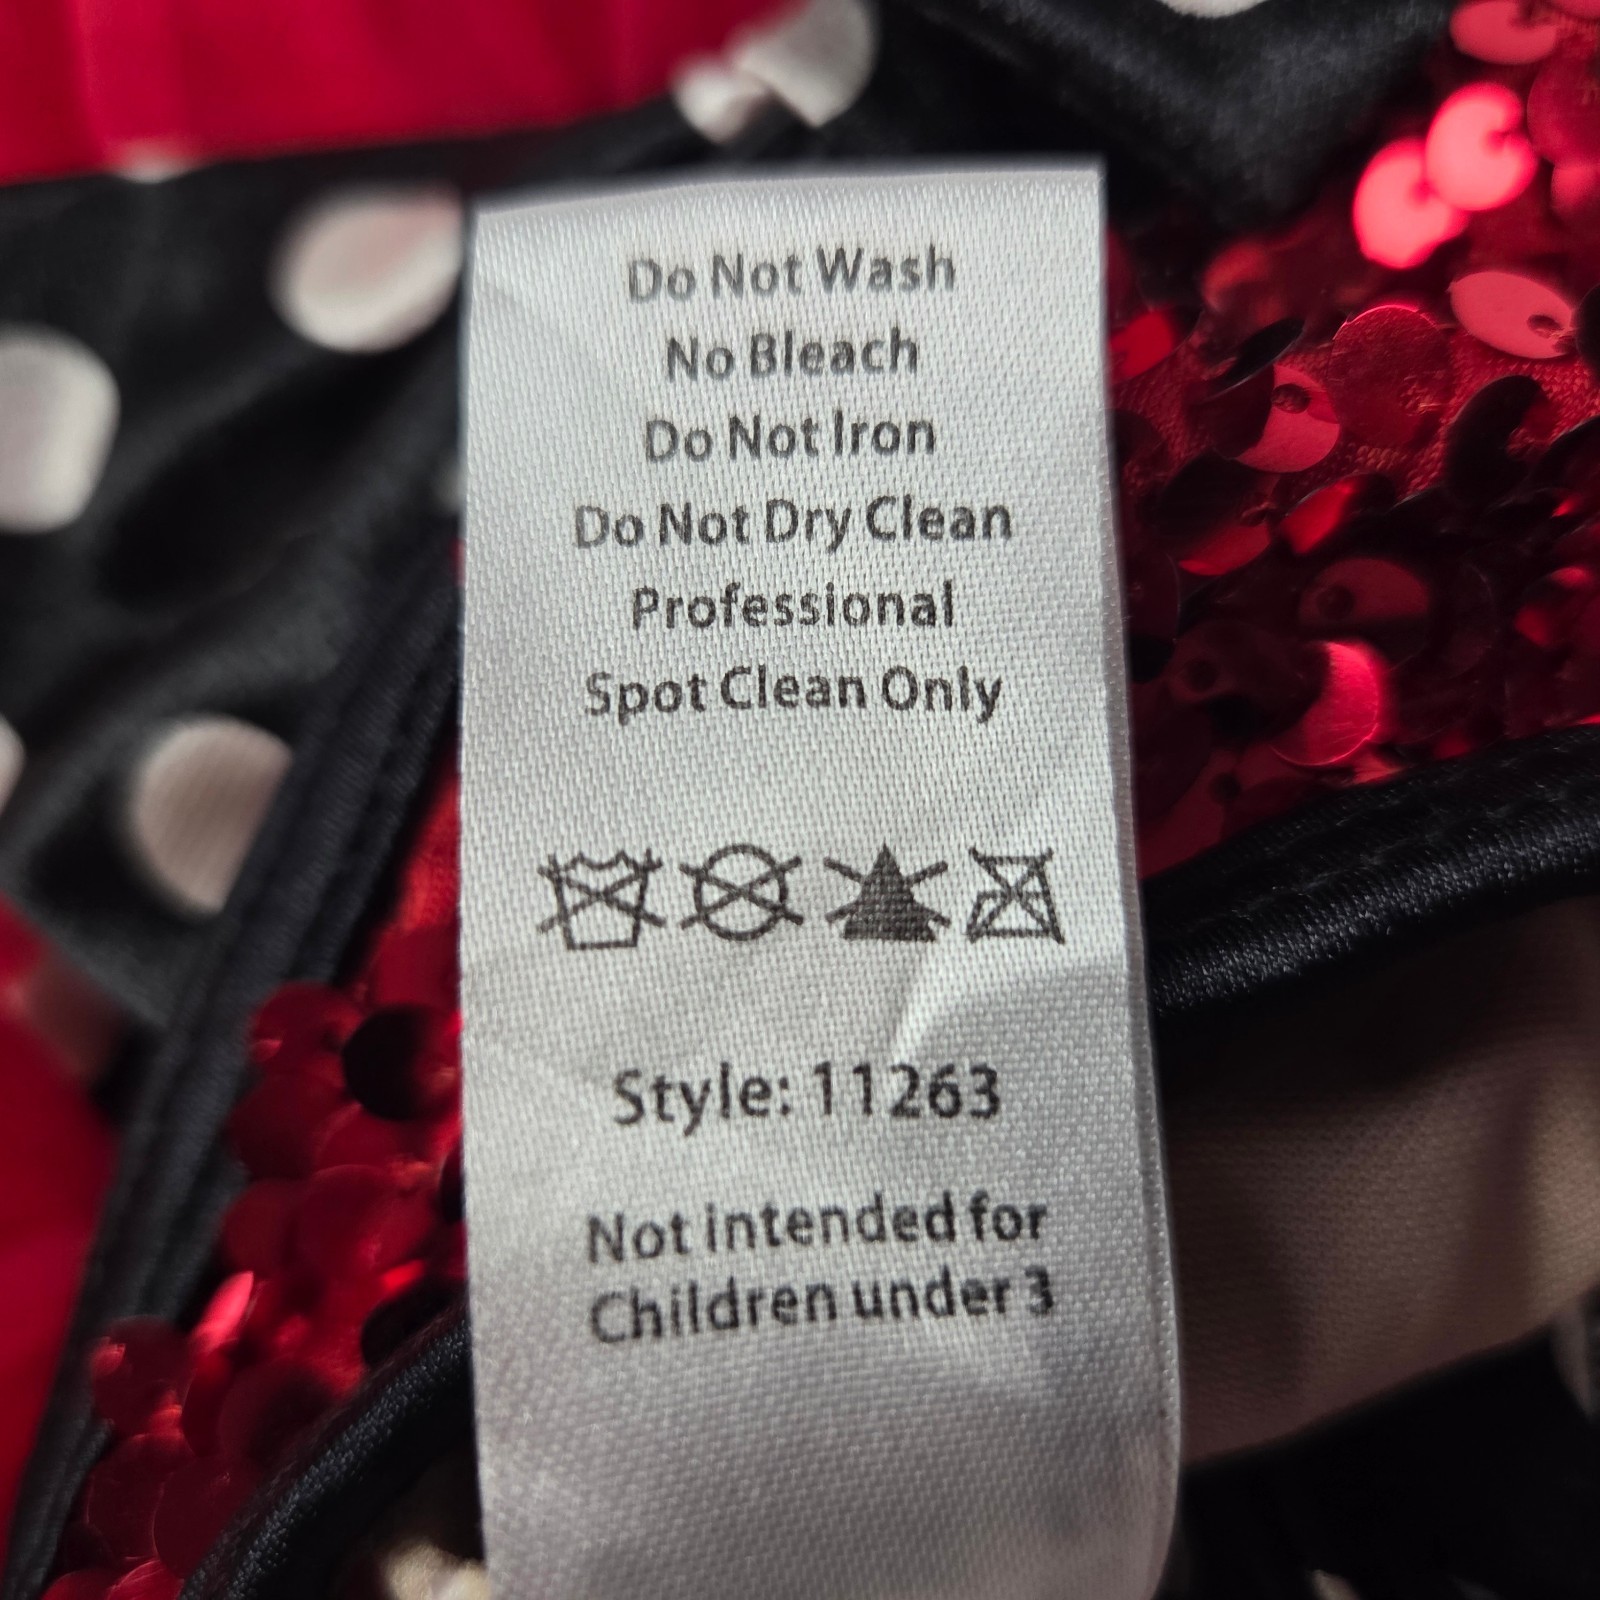 Do Not Wash
No Bleach
Do Not Iron
Do Not Dry Clean
Professional
Spot Clean Only
Style: 11263
Not intended for
Children under 3